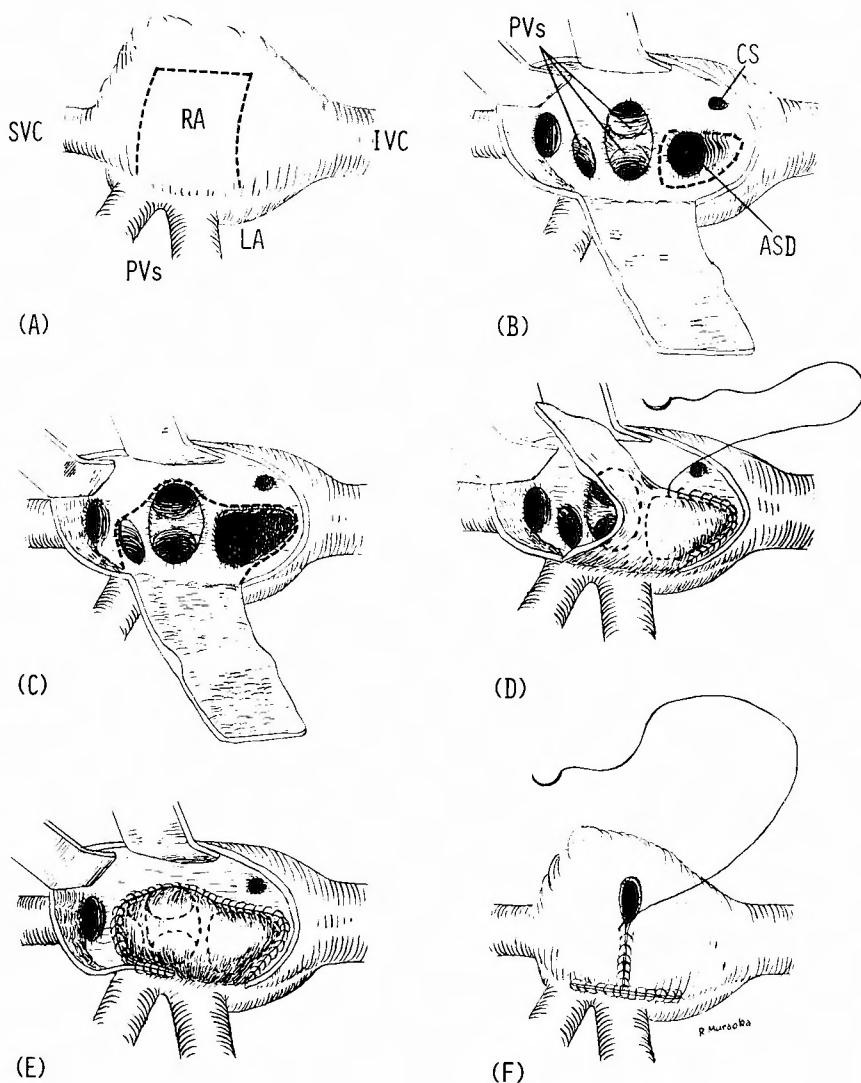 SVC
RA
IVC
PVs
LA
(A)
PVs
CS
ASD
(B)
(C)
(D)
(E)
R Muraoka
(F)